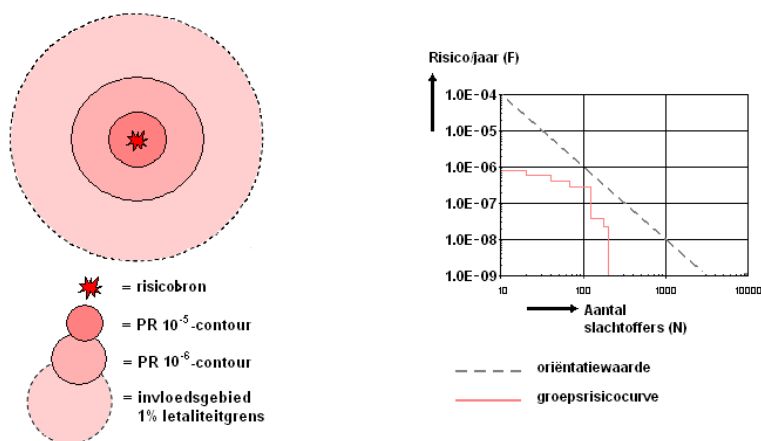 = risicobron
= PR 10⁻⁵-contour
= PR 10⁻⁶-contour
= invloedsgebied
1% letaliteitgrens
Risico/jaar (F)
1.0E-04
1.0E-05
1.0E-06
1.0E-07
1.0E-08
1.0E-09
10
100
1000
10000
Aantal
slachtoffers (N)
oriëntatiewaarde
groepsrisicocurve